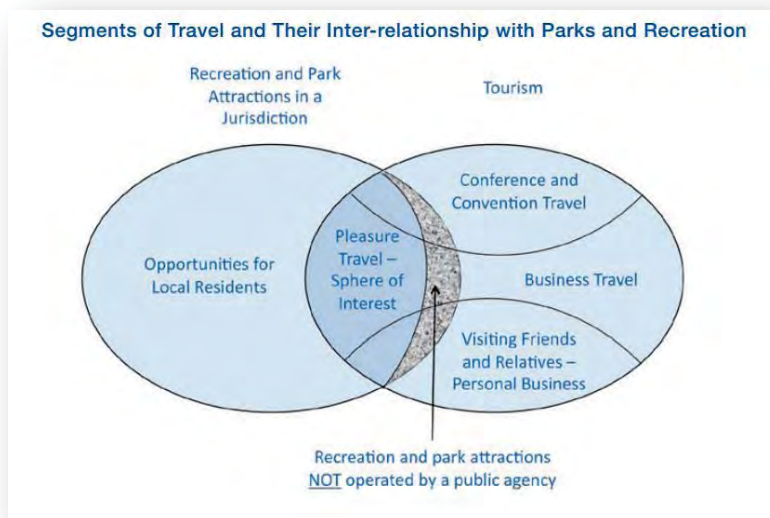 Segments of Travel and Their Inter-relationship with Parks and Recreation
Recreation and Park
Attractions in a
Jurisdiction
Tourism
Conference and
Convention Travel
Pleasure
Travel –
Sphere of
Interest
Opportunities for
Local Residents
Business Travel
Visiting Friends
and Relatives –
Personal Business
Recreation and park attractions
NOT operated by a public agency